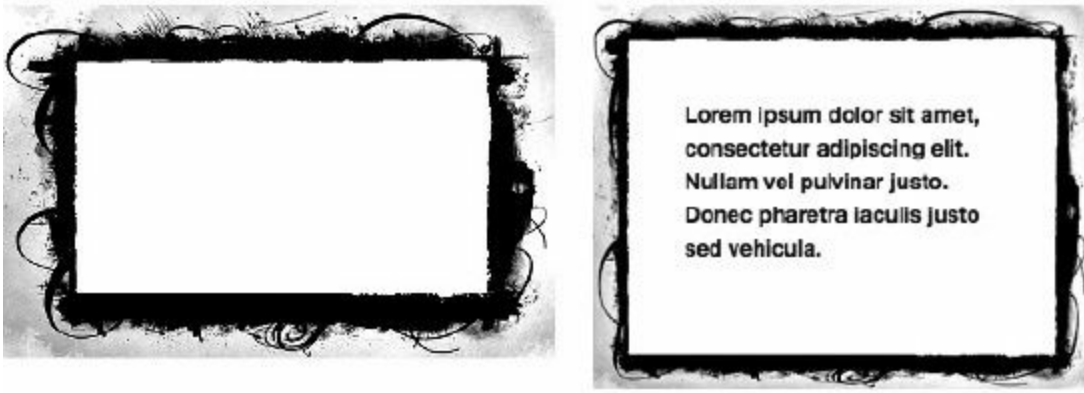 Lorem ipsum dolor sit amet,
consectetur adipiscing elit.
Nullam vel pulvinar justo.
Donec pharetra iaculis justo
sed vehicula.